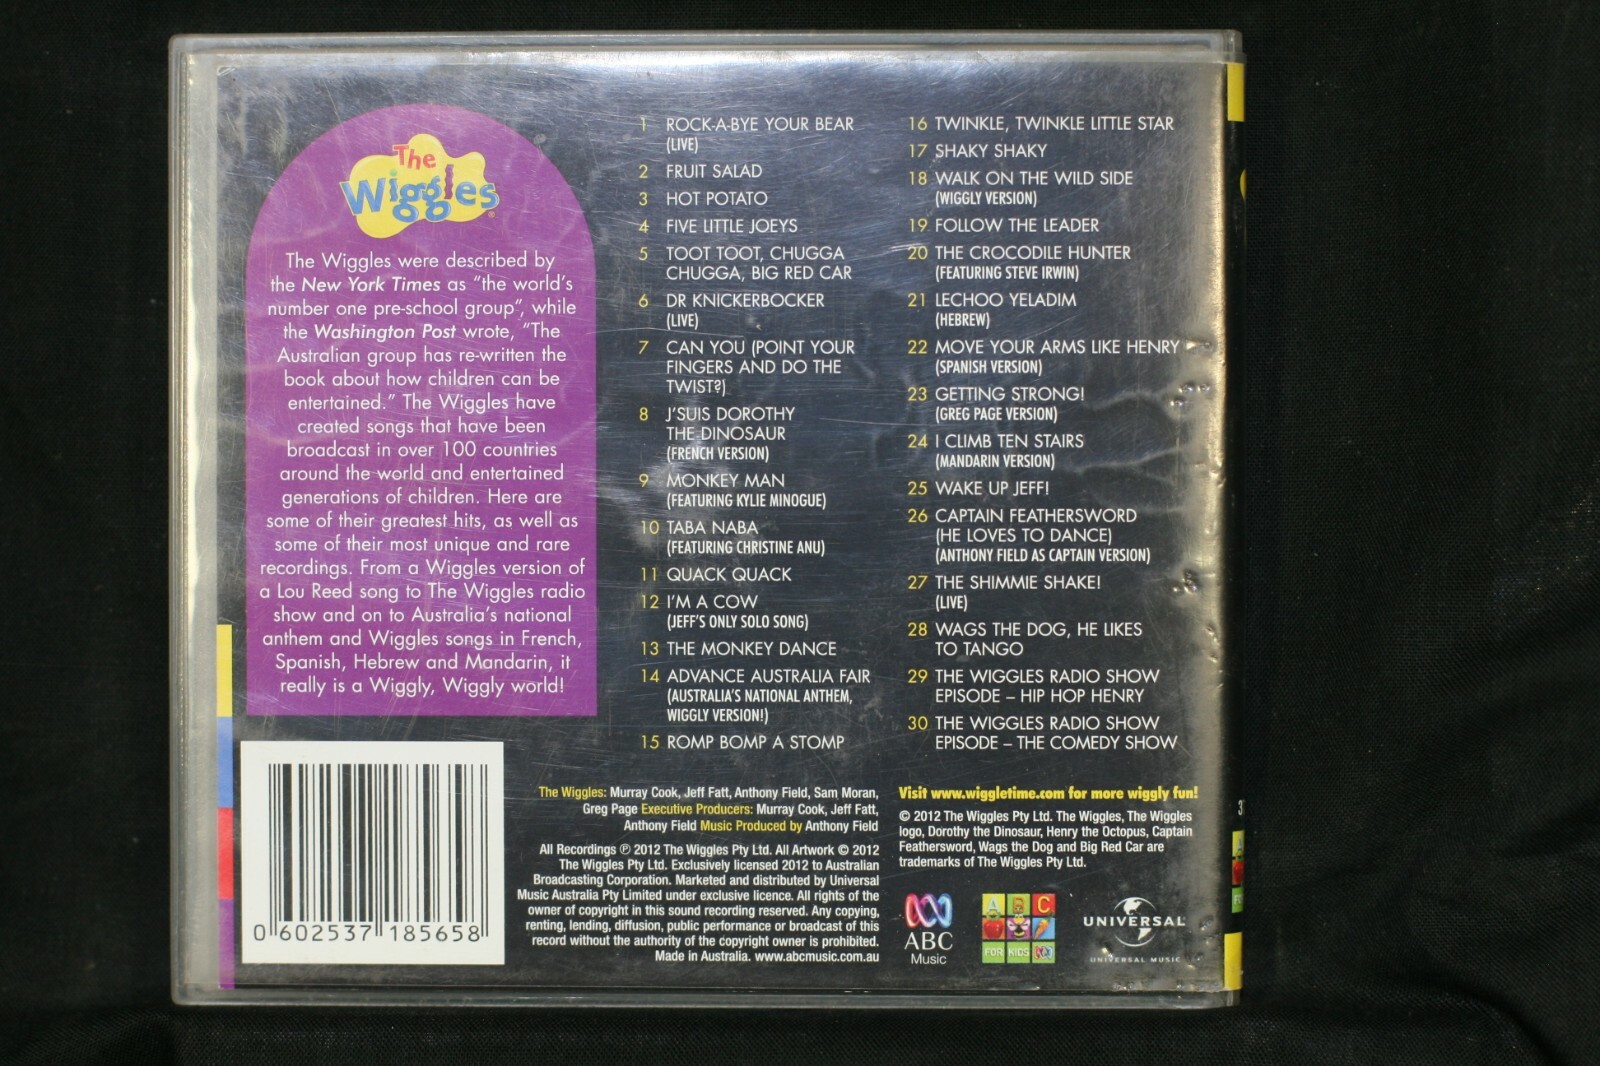 The
Wiggles
The Wiggles were described by
the New York Times as "the world's
number one pre-school group", while
the Washington Post wrote, "The
Australian group has re-written the
book about how children can be
entertained." The Wiggles have
created songs that have been
broadcast in over 100 countries
around the world and entertained
generations of children. Here are
some of their greatest hits, as well as
some of their most unique and rare
recordings. From a Wiggles version of
a Lou Reed song to The Wiggles radio
show and on to Australia's national
anthem and Wiggles songs in French,
Spanish, Hebrew and Mandarin, it
really is a Wiggly, Wiggly world!
0 602537 185658
1 ROCK-A-BYE YOUR BEAR
(LIVE)
2 FRUIT SALAD
3 HOT POTATO
4 FIVE LITTLE JOEYS
5 TOOT TOOT, CHUGGA
CHUGGA, BIG RED CAR
6 DR KNICKERBOCKER
(LIVE)
7 CAN YOU (POINT YOUR
FINGERS AND DO THE
TWIST?)
8 J'SUIS DOROTHY
THE DINOSAUR
(FRENCH VERSION)
9 MONKEY MAN
(FEATURING KYLIE MINOGUE)
10 TABA NABA
(FEATURING CHRISTINE ANU)
11 QUACK QUACK
12 I'M A COW
(JEFF'S ONLY SOLO SONG)
13 THE MONKEY DANCE
14 ADVANCE AUSTRALIA FAIR
(AUSTRALIA'S NATIONAL ANTHEM,
WIGGLY VERSION!)
15 ROMP BOMP A STOMP
16 TWINKLE, TWINKLE LITTLE STAR
17 SHAKY SHAKY
18 WALK ON THE WILD SIDE
(WIGGLY VERSION)
19 FOLLOW THE LEADER
20 THE CROCODILE HUNTER
(FEATURING STEVE IRWIN)
21 LECHOO YELADIM
(HEBREW)
22 MOVE YOUR ARMS LIKE HENRY
(SPANISH VERSION)
23 GETTING STRONG!
(GREG PAGE VERSION)
24 I CLIMB TEN STAIRS
(MANDARIN VERSION)
25 WAKE UP JEFF!
26 CAPTAIN FEATHERSWORD
(HE LOVES TO DANCE)
(ANTHONY FIELD AS CAPTAIN VERSION)
27 THE SHIMMIE SHAKE!
(LIVE)
28 WAGS THE DOG, HE LIKES
TO TANGO
29 THE WIGGLES RADIO SHOW
EPISODE – HIP HOP HENRY
30 THE WIGGLES RADIO SHOW
EPISODE – THE COMEDY SHOW
The Wiggles: Murray Cook, Jeff Fatt, Anthony Field, Sam Moran,
Greg Page Executive Producers: Murray Cook, Jeff Fatt,
Anthony Field Music Produced by Anthony Field
All Recordings ℗ 2012 The Wiggles Pty Ltd. All Artwork © 2012
The Wiggles Pty Ltd. Exclusively licensed 2012 to Australian
Broadcasting Corporation. Marketed and distributed by Universal
Music Australia Pty Limited under exclusive licence. All rights of the
owner of copyright in this sound recording reserved. Any copying,
renting, lending, diffusion, public performance or broadcast of this
record without the authority of the copyright owner is prohibited.
Made in Australia. www.abcmusic.com.au
Visit www.wiggletime.com for more wiggly fun!
© 2012 The Wiggles Pty Ltd. The Wiggles, The Wiggles
logo, Dorothy the Dinosaur, Henry the Octopus, Captain
Feathersword, Wags the Dog and Big Red Car are
trademarks of The Wiggles Pty Ltd.
ABC
Music
ABC
FOR KIDS
UNIVERSAL
UNIVERSAL MUSIC